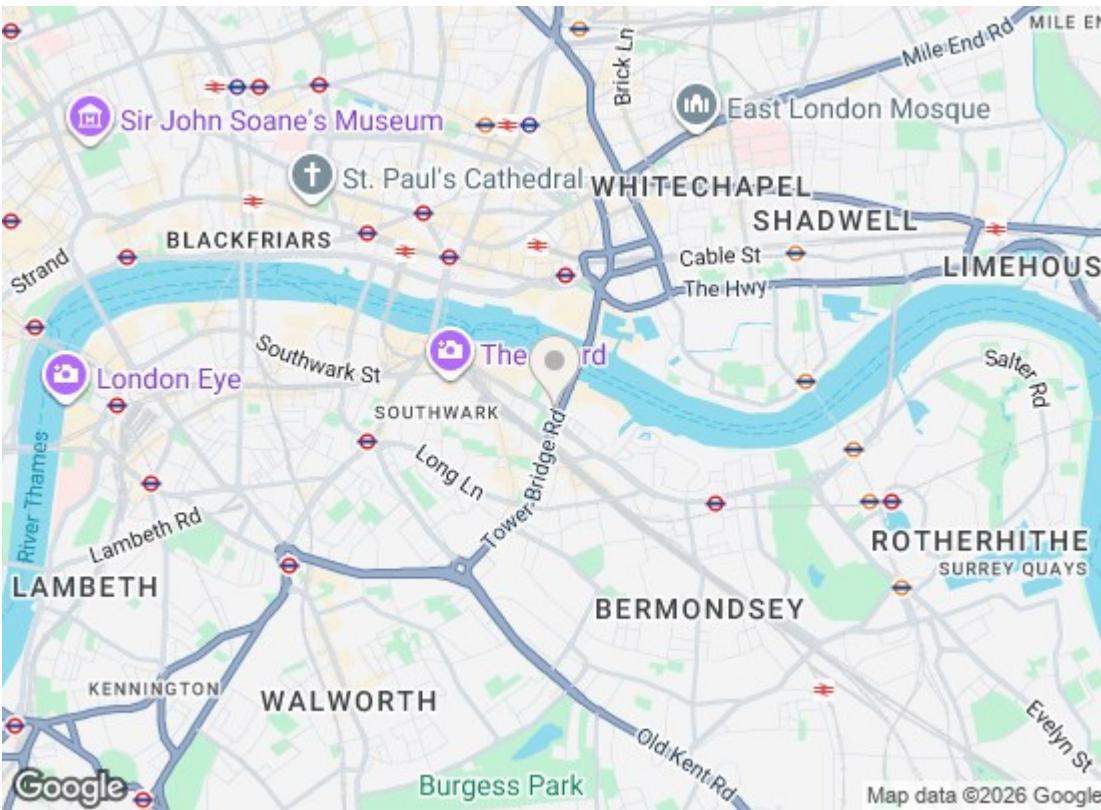 MILE EN
Mile End Rd
Brick Ln
East London Mosque
Sir John Soane's Museum
St. Paul's Cathedral
WHITECHAPEL
SHADWELL
BLACKFRIARS
Cable St
Strand
LIMEHOUS
The Hwy
Southwark St
The
rd
Salter Rd
London Eye
SOUTHWARK
Tower Bridge Rd
Long Ln
River Thames
Lambeth Rd
ROTHERHITHE
SURREY QUAYS
LAMBETH
BERMONDSEY
KENNINGTON
WALWORTH
Evelyn St
Old Kent Rd
Burgess Park
Google
Map data ©2026 Google